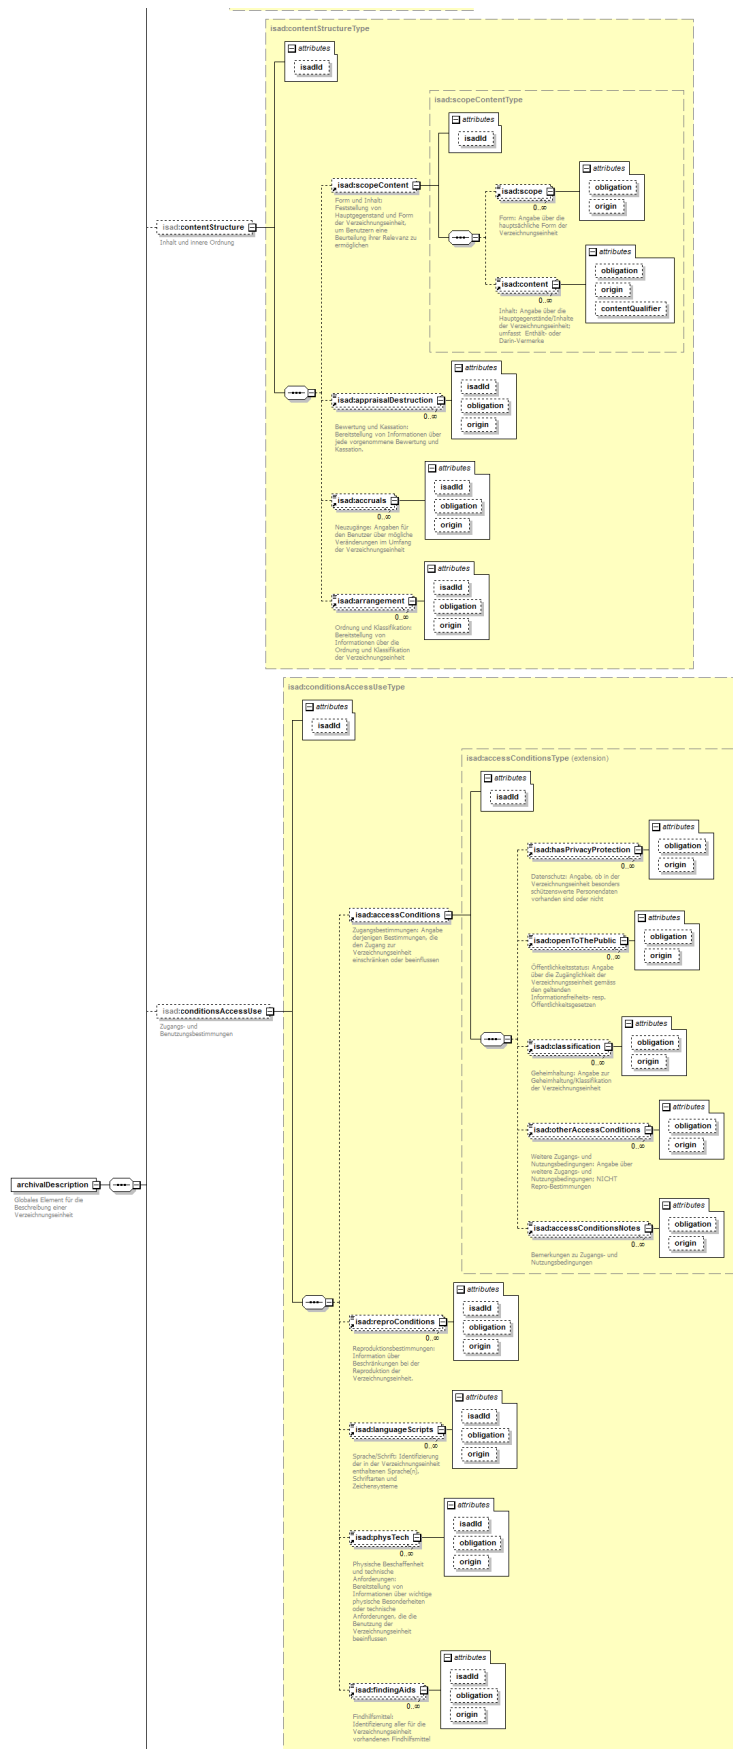 isad:contentStructureType
attributes
isadId
isad:scopeContentType
attributes
isadId
isad:scopeContent
Form und Inhalt:
Feststellung von
Hauptgegenstand und Form
der Verzeichnungseinheit,
um Benutzern eine
Beurteilung ihrer Relevanz zu
ermöglichen
attributes
isad:scope
obligation
origin
0..∞
Form: Angabe über die
hauptsächliche Form der
Verzeichnungseinheit
isad:contentStructure
Inhalt und innere Ordnung
attributes
obligation
origin
contentQualifier
isad:content
0..∞
Inhalt: Angabe über die
Hauptgegenstände/Inhalte
der Verzeichnungseinheit;
umfasst Enthält- oder
Darin-Vermerke
attributes
isadId
obligation
origin
isad:appraisalDestruction
0..∞
Bewertung und Kassation:
Bereitstellung von Informationen über
jede vorgenommene Bewertung und
Kassation.
attributes
isadId
obligation
origin
isad:accruals
0..∞
Neuzugänge: Angaben für
den Benutzer über mögliche
Veränderungen im Umfang
der Verzeichnungseinheit
attributes
isadId
obligation
origin
isad:arrangement
0..∞
Ordnung und Klassifikation:
Bereitstellung von
Informationen über die
Ordnung und Klassifikation
der Verzeichnungseinheit
isad:conditionsAccessUseType
attributes
isadId
isad:accessConditionsType (extension)
attributes
isadId
attributes
obligation
origin
isad:hasPrivacyProtection
0..∞
Datenschutz: Angabe, ob in der
Verzeichnungseinheit besonders
schützenswerte Personendaten
vorhanden sind oder nicht
isad:accessConditions
Zugangsbestimmungen: Angabe
derjenigen Bestimmungen, die
den Zugang zur
Verzeichnungseinheit
einschränken oder beeinflussen
attributes
obligation
origin
isad:openToThePublic
0..∞
Öffentlichkeitsstatus: Angabe
über die Zugänglichkeit der
Verzeichnungsseinheit gemäss
den geltenden
Informationsfreiheits- resp.
Öffentlichkeitsgesetzen
isad:conditionsAccessUse
Zugangs- und
Benutzungsbestimmungen
attributes
obligation
origin
isad:classification
0..∞
Geheimhaltung: Angabe zur
Geheimhaltung/Klassifikation
der Verzeichnungseinheit
attributes
obligation
origin
isad:otherAccessConditions
0..∞
Weitere Zugangs- und
Nutzungsbedingungen: Angabe über
weitere Zugangs- und
Nutzungsbedingungen; NICHT
Repro-Bestimmungen
archivalDescription
Globales Element für die
Beschreibung einer
Verzeichnungseinheit
attributes
obligation
origin
isad:accessConditionsNotes
0..∞
Bemerkungen zu Zugangs- und
Nutzungsbedingungen
attributes
isadId
obligation
origin
isad:reproConditions
0..∞
Reproduktionsbestimmungen:
Information über
Beschränkungen bei der
Reproduktion der
Verzeichnungseinheit.
attributes
isadId
obligation
origin
isad:languageScripts
0..∞
Sprache/Schrift: Identifizierung
der in der Verzeichnungseinheit
enthaltenen Sprache(n),
Schriftarten und
Zeichensysteme
attributes
isadId
obligation
origin
isad:physTech
0..∞
Physische Beschaffenheit
und technische
Anforderungen:
Bereitstellung von
Informationen über wichtige
physische Besonderheiten
oder technische
Anforderungen, die die
Benutzung der
Verzeichnungseinheit
beeinflussen
attributes
isadId
obligation
origin
isad:findingAids
0..∞
Findhilfsmittel:
Identifizierung aller für die
Verzeichnungseinheit
vorhandenen Findhilfsmittel